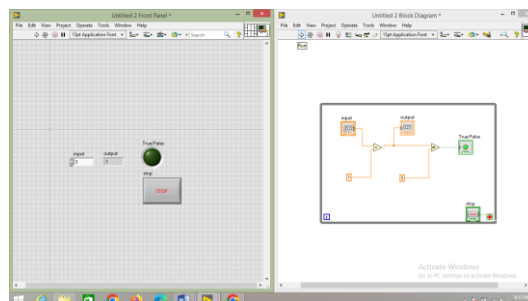 Untitled 2 Front Panel *
File Edit View Project Operate Tools Window Help
15pt Application Font
Search
input
output
True/False
0
1
stop
STOP
Untitled 2 Block Diagram *
File Edit View Project Operate Tools Window Help
15pt Application Font
input
output
True/False
stop
i
Activate Windows
Go to PC settings to activate Windows.